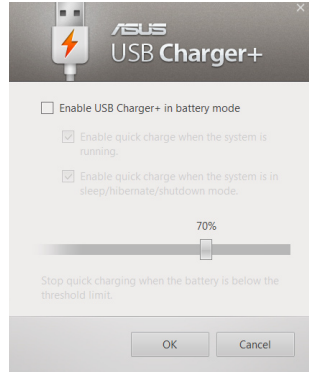 ASUS
USB Charger+
Enable USB Charger+ in battery mode
Enable quick charge when the system is
running.
Enable quick charge when the system is in
sleep/hibernate/shutdown mode.
70%
Stop quick charging when the battery is below the
threshold limit.
OK
Cancel